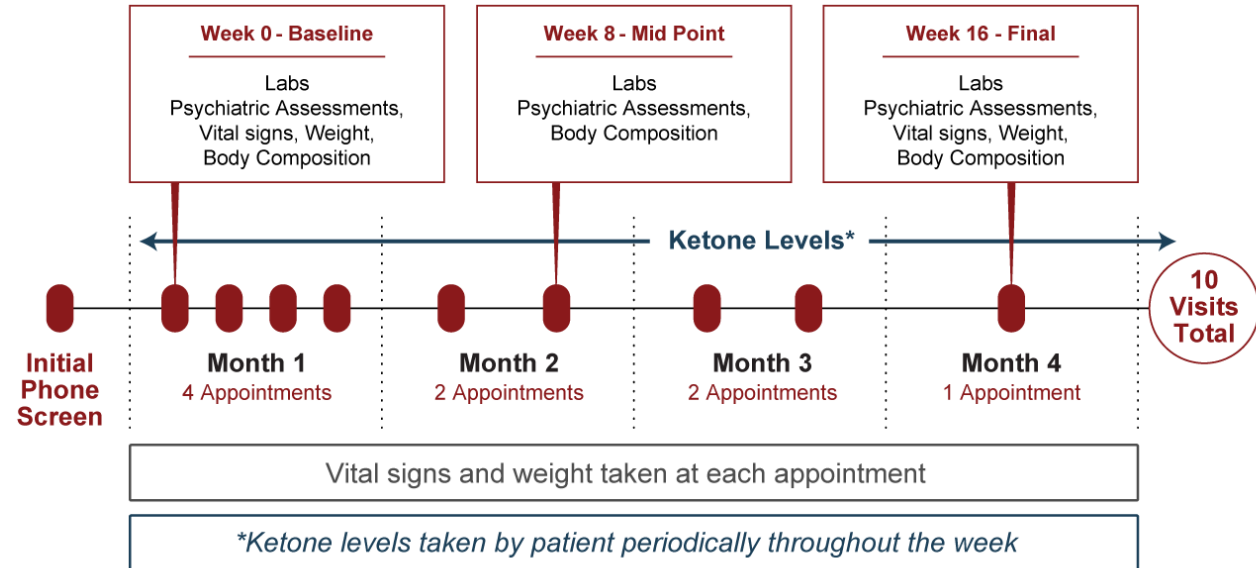 Week 0 - Baseline
Labs
Psychiatric Assessments,
Vital signs, Weight,
Body Composition
Week 8 - Mid Point
Labs
Psychiatric Assessments,
Body Composition
Week 16 - Final
Labs
Psychiatric Assessments,
Vital signs, Weight,
Body Composition
Ketone Levels*
Initial
Phone
Screen
Month 1
4 Appointments
Month 2
2 Appointments
Month 3
2 Appointments
Month 4
1 Appointment
10
Visits
Total
Vital signs and weight taken at each appointment
*Ketone levels taken by patient periodically throughout the week